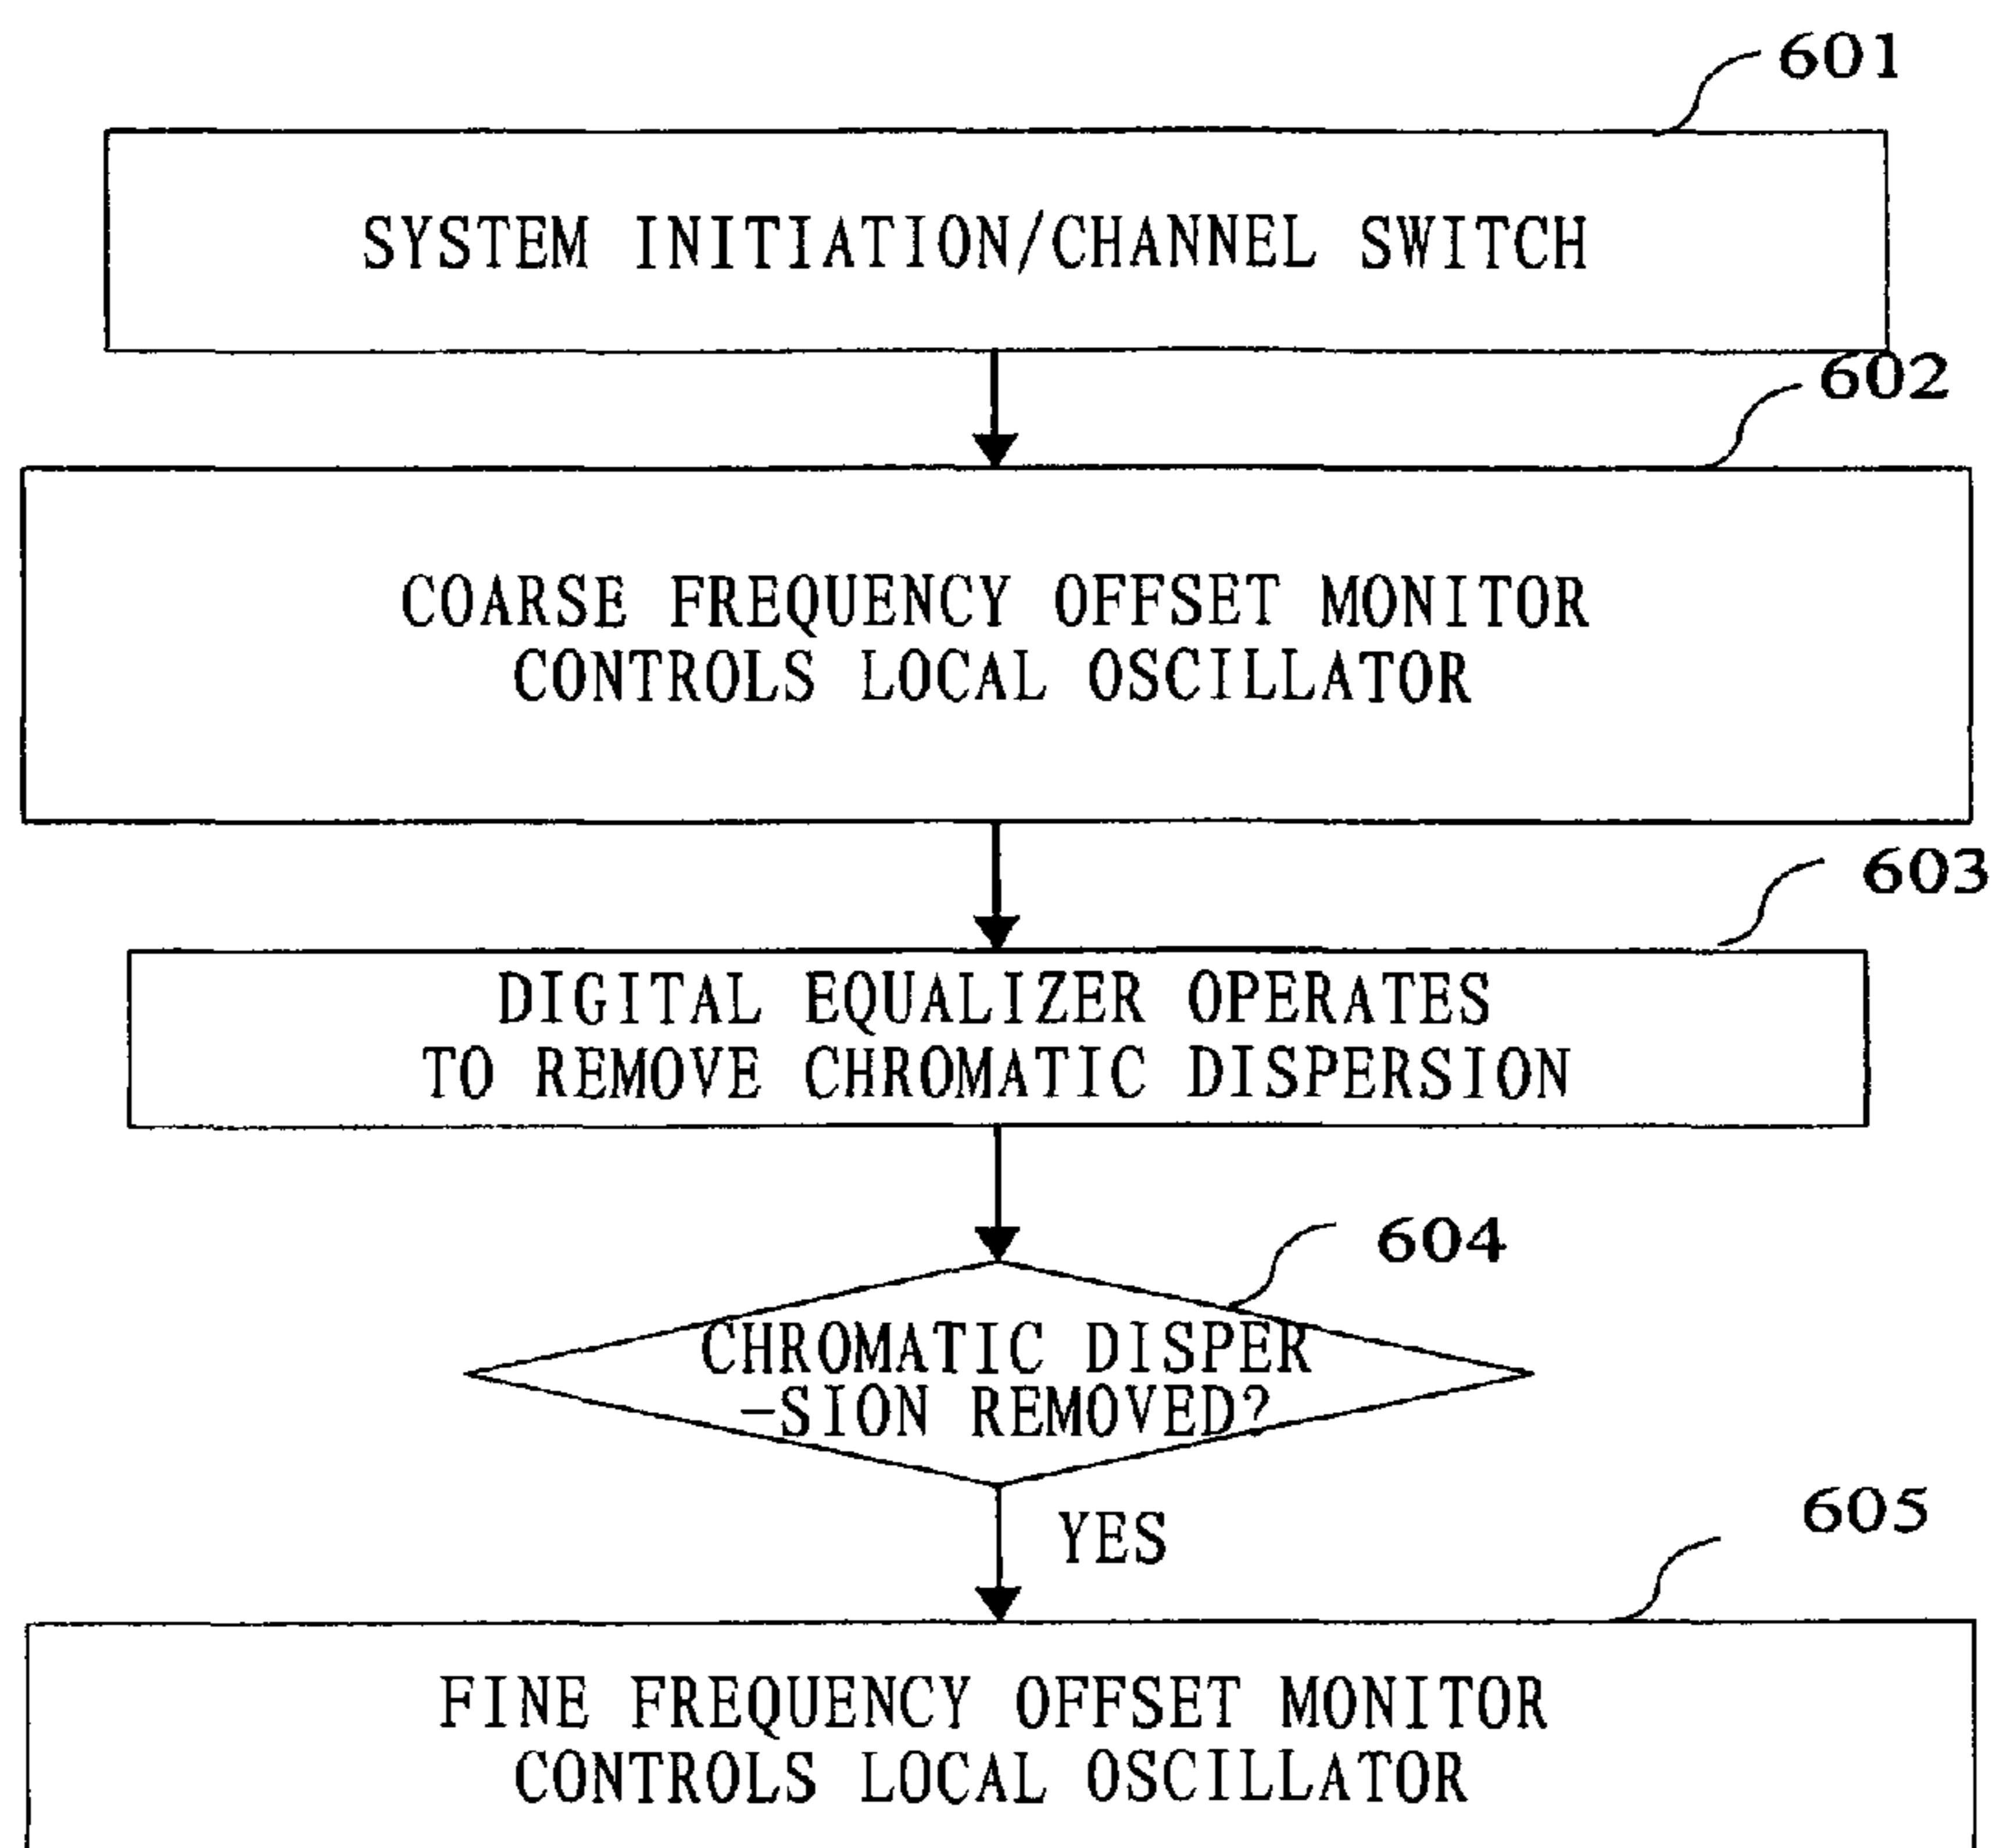 601
SYSTEM INITIATION/CHANNEL SWITCH
602
COARSE FREQUENCY OFFSET MONITOR
CONTROLS LOCAL OSCILLATOR
603
DIGITAL EQUALIZER OPERATES
TO REMOVE CHROMATIC DISPERSION
604
CHROMATIC DISPER
-SION REMOVED?
YES
605
FINE FREQUENCY OFFSET MONITOR
CONTROLS LOCAL OSCILLATOR